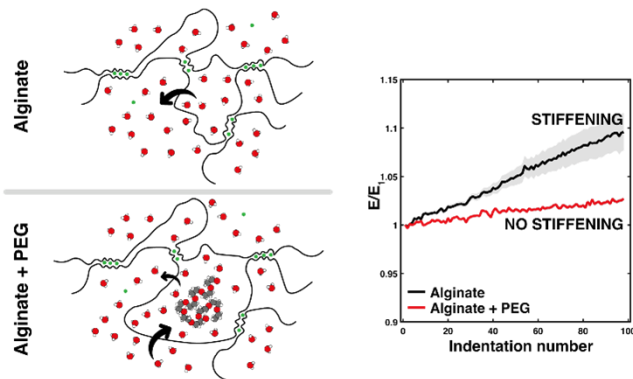 Alginate
Alginate + PEG
E/E1
1.15
1.1
1.05
1
0.95
0.9
STIFFENING
NO STIFFENING
Alginate
Alginate + PEG
0
20
40
60
80
100
Indentation number